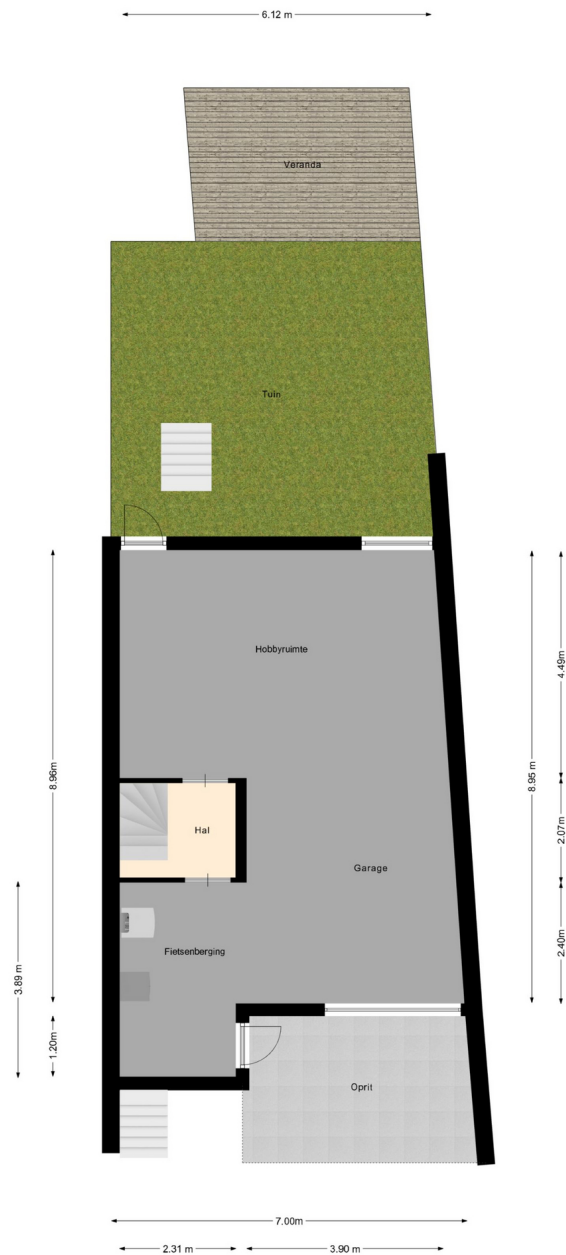 6.12 m
Veranda
Tuin
Hobbyruimte
4.49m
8.96m
8.95 m
Hal
2.07m
Garage
Fietsenberging
2.40m
3.89 m
1.20m
Oprit
7.00m
2.31 m
3.90 m